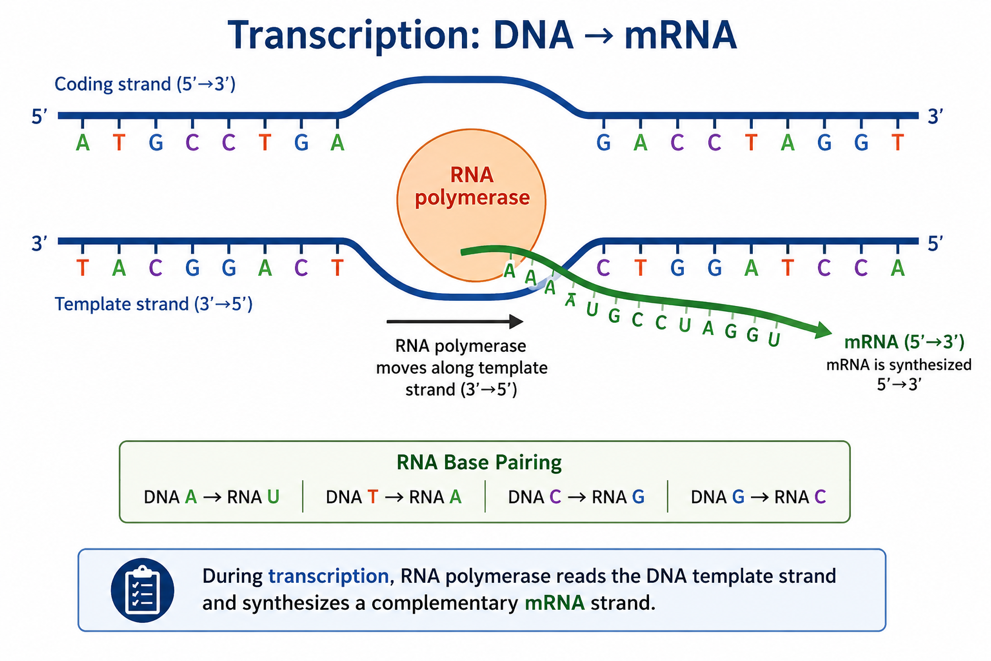 Transcription: DNA → mRNA
Coding strand (5’→3’)
5’ 3’
A T G C C T G A G A C C T A G G T
RNA
polymerase
3’ 5’
T A C G G A C T C T G G A T C C A
A A A A U G C C U A G G U
Template strand (3’→5’)
RNA polymerase
moves along template
strand (3’→5’)
mRNA (5’→3’)
mRNA is synthesized
5’→3’
RNA Base Pairing
DNA A → RNA U DNA T → RNA A DNA C → RNA G DNA G → RNA C
During transcription, RNA polymerase reads the DNA template strand
and synthesizes a complementary mRNA strand.